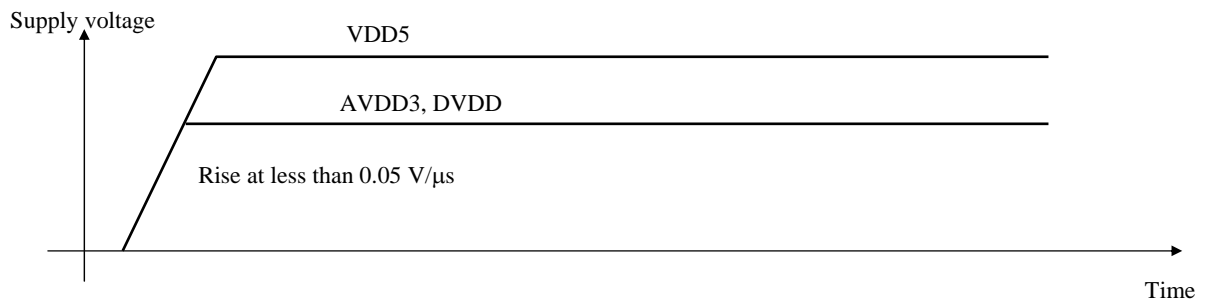 Supply voltage
VDD5
AVDD3, DVDD
Rise at less than 0.05 V/μs
Time